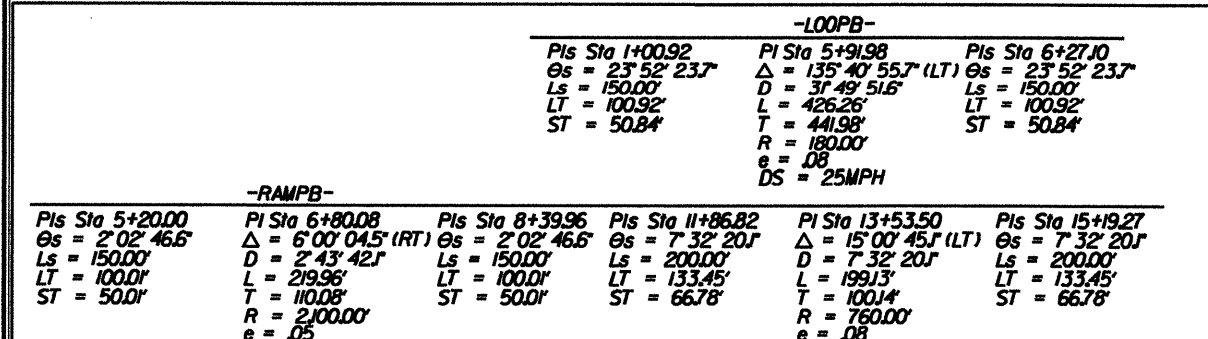 -LOOPB-
PIs Sta 1+00.92 PI Sta 5+91.98 PIs Sta 6+27.10
Θs = 23° 52' 23.7" Δ = 135° 40' 55.7" (LT) Θs = 23° 52' 23.7"
Ls = 150.00' D = 31° 49' 51.6" Ls = 150.00'
LT = 100.92' L = 426.26' LT = 100.92'
ST = 50.84' T = 441.98' ST = 50.84'
R = 180.00'
e = .08
DS = 25MPH
-RAMPB-
PIs Sta 5+20.00 PI Sta 6+80.08 PIs Sta 8+39.96 PIs Sta 11+86.82 PI Sta 13+53.50 PIs Sta 15+19.27
Θs = 2° 02' 46.6" Δ = 6° 00' 04.5" (RT) Θs = 2° 02' 46.6" Θs = 7° 32' 20.1" Δ = 15° 00' 45.1" (LT) Θs = 7° 32' 20.1"
Ls = 150.00' D = 2° 43' 42.1" Ls = 150.00' Ls = 200.00' D = 7° 32' 20.1" Ls = 200.00'
LT = 100.01' L = 219.96' LT = 100.01' LT = 133.45' L = 199.13' LT = 133.45'
ST = 50.01' T = 110.08' ST = 50.01' ST = 66.78' T = 100.14' ST = 66.78'
R = 2,100.00' R = 760.00'
e = .05 e = .08